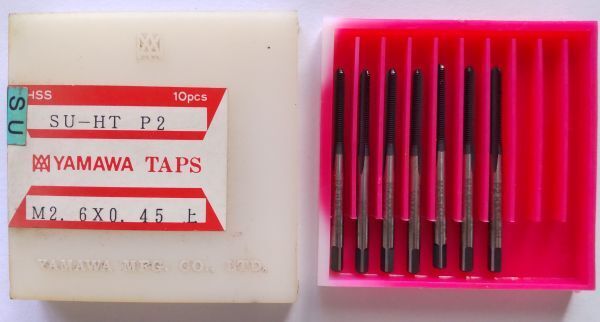 HSS 10pcs
SU
SU-HT P2
YAMAWA TAPS
M2.6X0.45 上
YAMAWA MFG. CO., LTD.